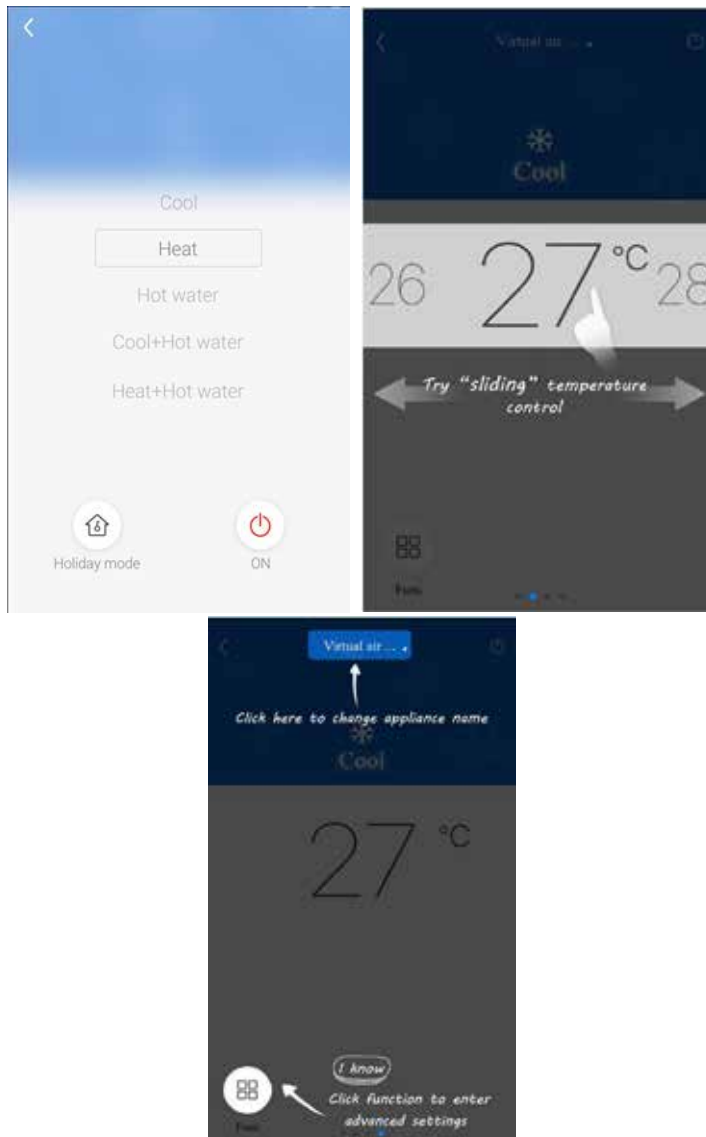 Cool
Heat
Hot water
Cool+Hot water
Heat+Hot water
Holiday mode
ON
Virtual air ...
Cool
26
27 °C
28
Try “sliding” temperature
control
Func
Virtual air ...
Click here to change appliance name
Cool
27 °C
I know
Click function to enter
advanced settings
Func